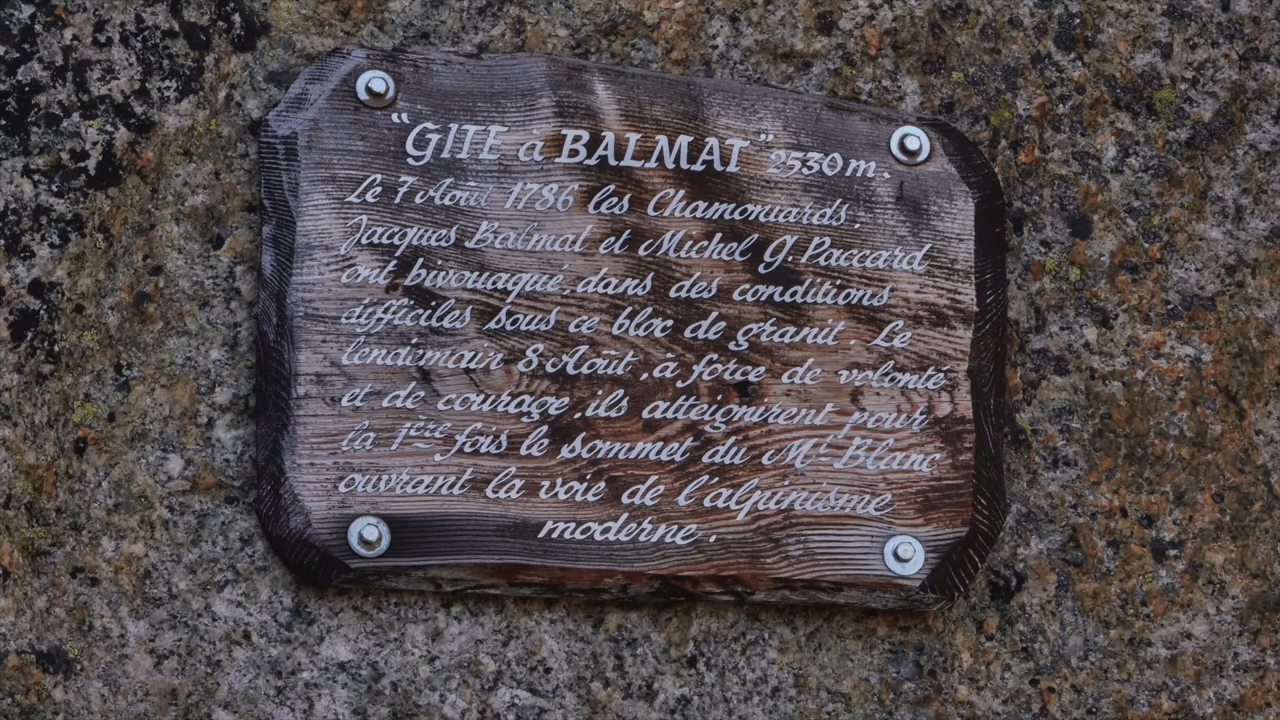 "GITE à BALMAT" 2530 m.
Le 7 Août 1786 les Chamoniards,
Jacques Balmat et Michel G. Paccard
ont bivouaqué, dans des conditions
difficiles sous ce bloc de granit. Le
lendemain 8 Août, à force de volonté
et de courage, ils atteignirent pour
la 1ère fois le sommet du Mt Blanc
ouvrant la voie de l'alpinisme
moderne.